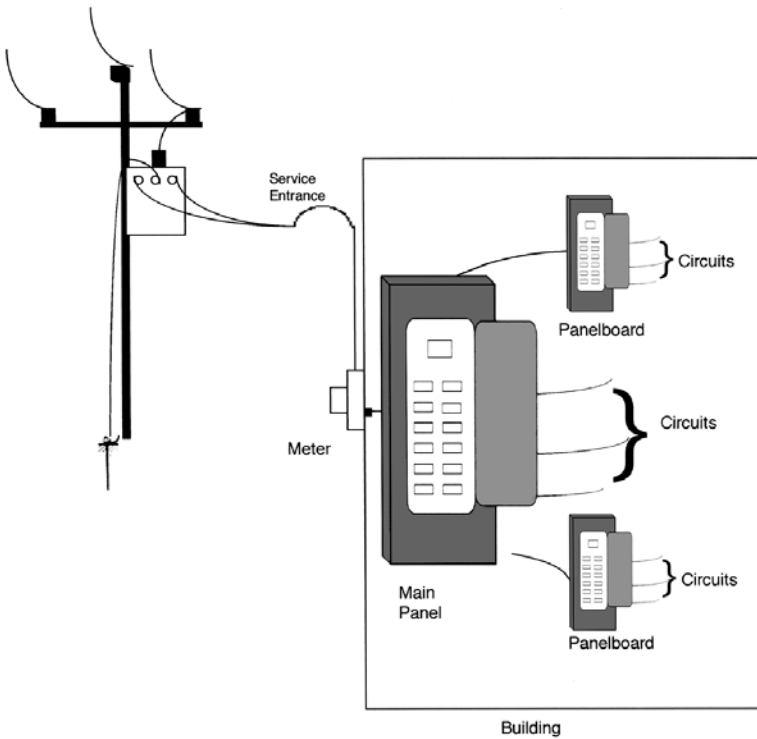 Service
Entrance
Circuits
Panelboard
Circuits
Meter
Circuits
Main
Panel
Panelboard
Building